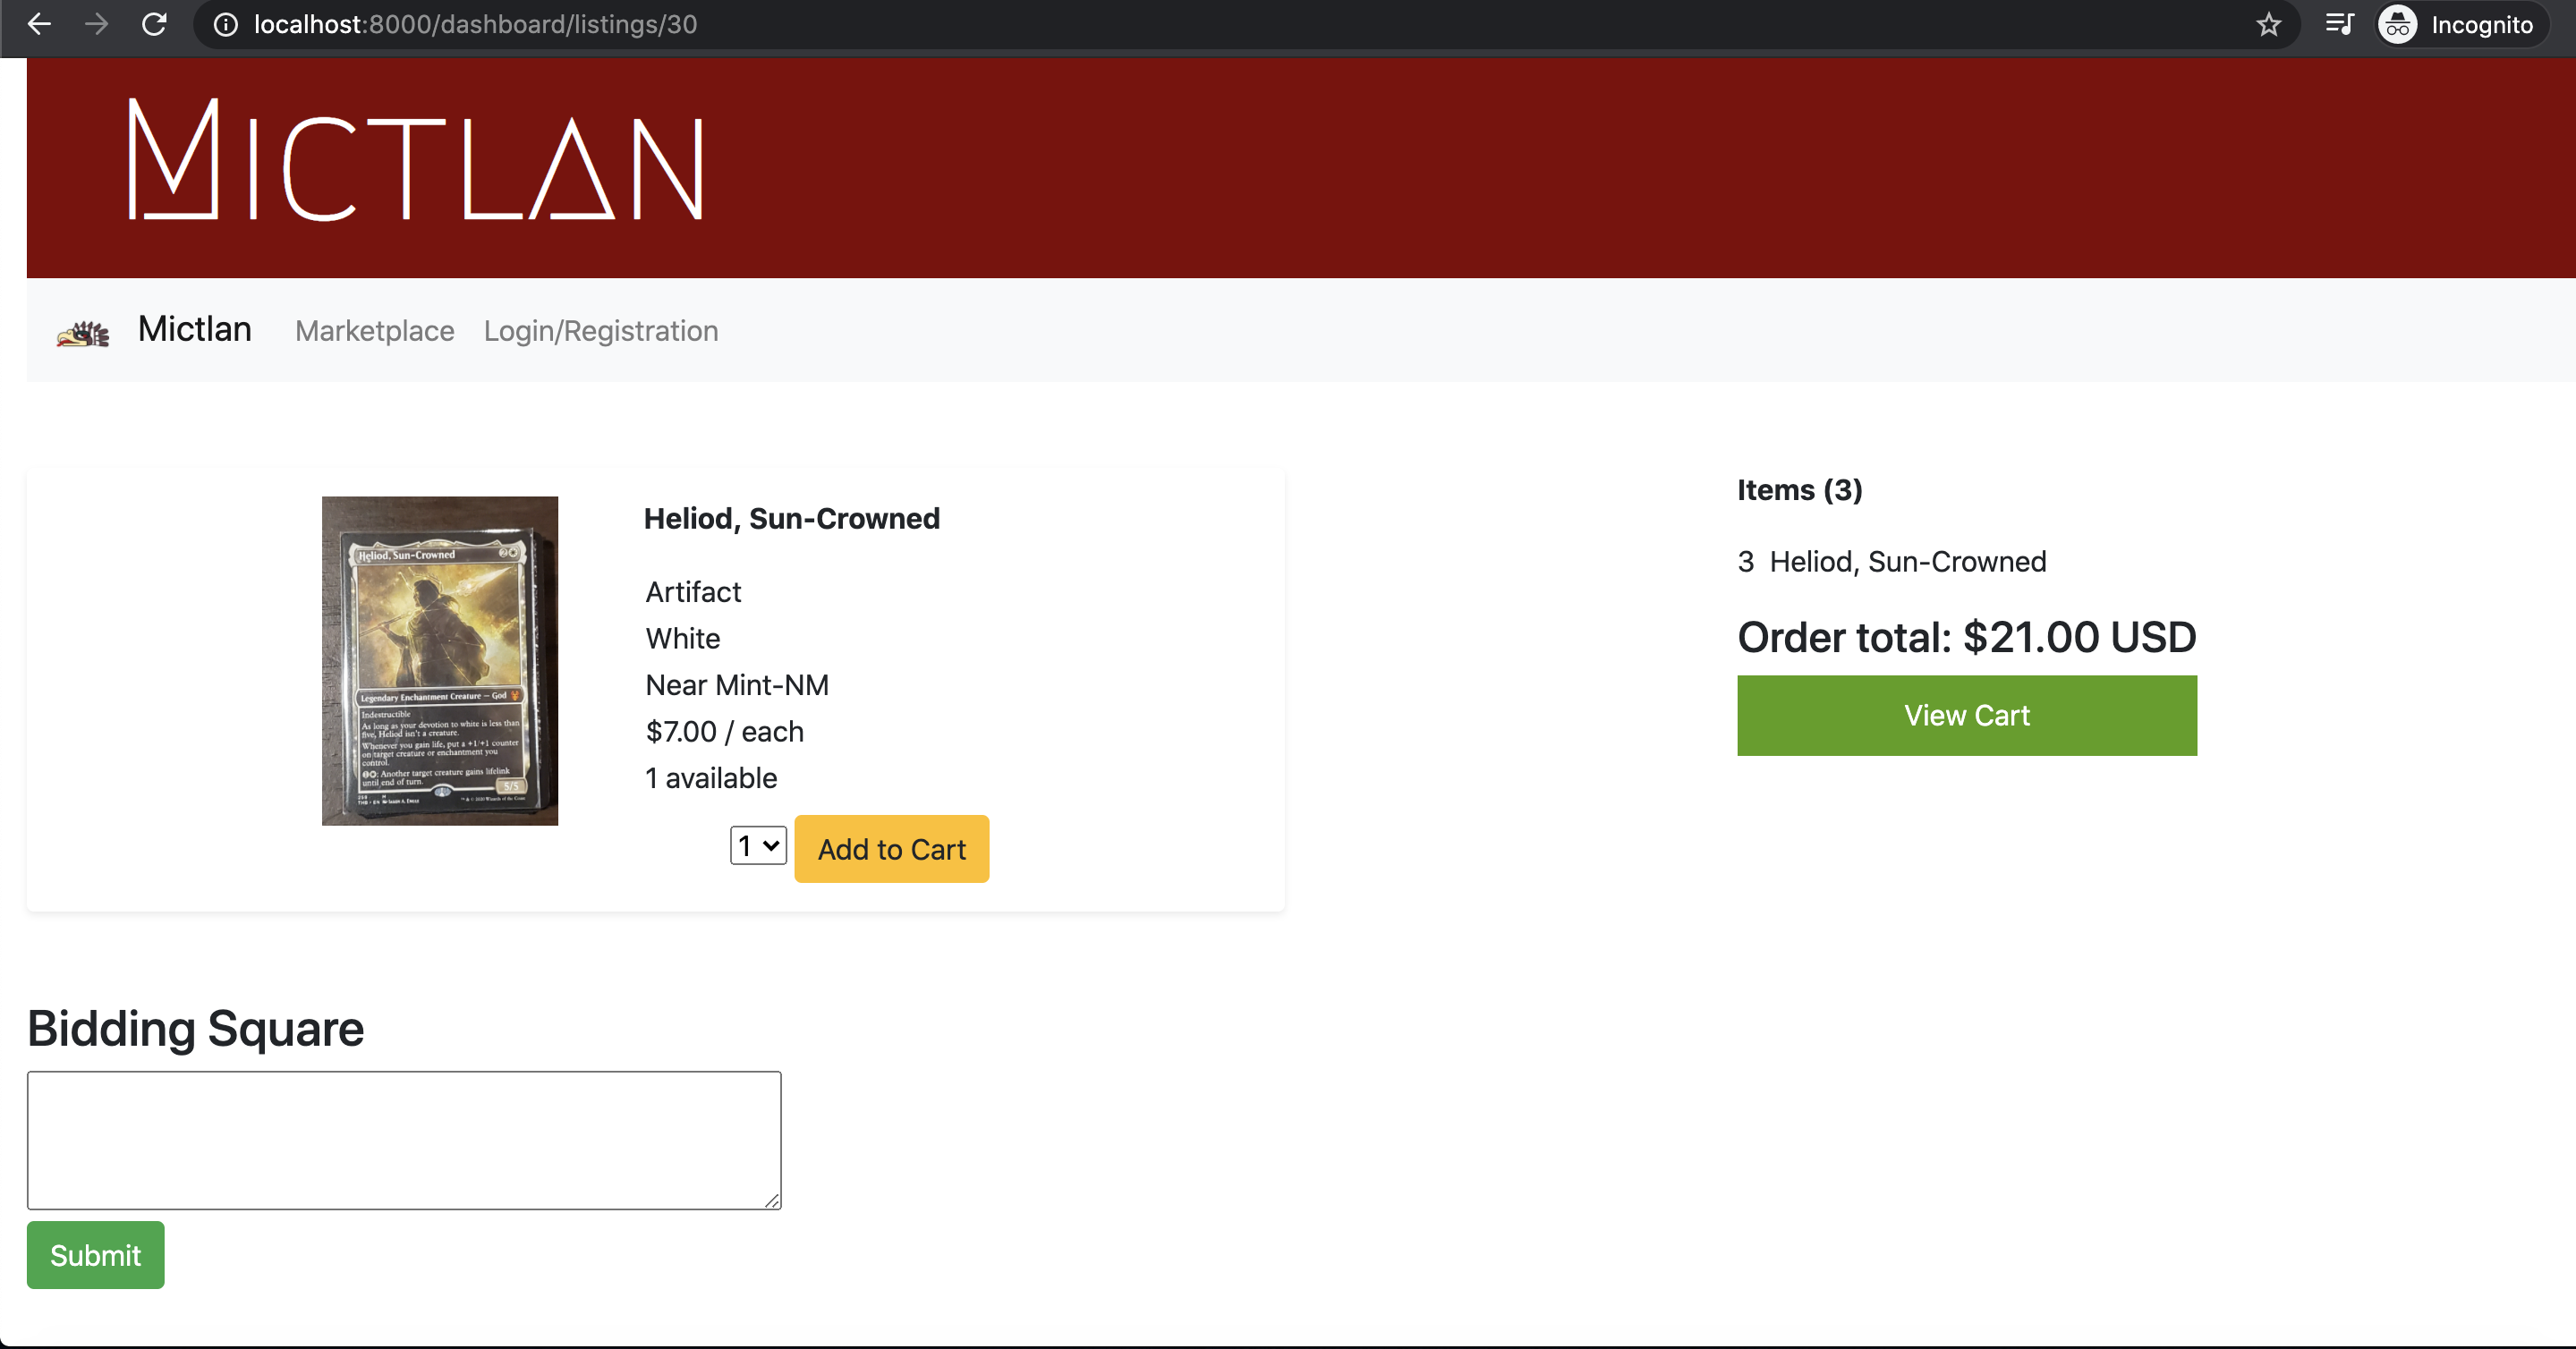 localhost:8000/dashboard/listings/30
Incognito
MICTLAN
Mictlan Marketplace Login/Registration
Heliod, Sun-Crowned
Legendary Enchantment Creature — God
Indestructible
As long as your devotion to white is less than
five, Heliod isn't a creature.
Whenever you gain life, put a +1/+1 counter
on target creature or enchantment you
control.
: Another target creature gains lifelink
until end of turn.
5/5
Heliod, Sun-Crowned
Artifact
White
Near Mint-NM
$7.00 / each
1 available
1 Add to Cart
Items (3)
3 Heliod, Sun-Crowned
Order total: $21.00 USD
View Cart
Bidding Square
Submit